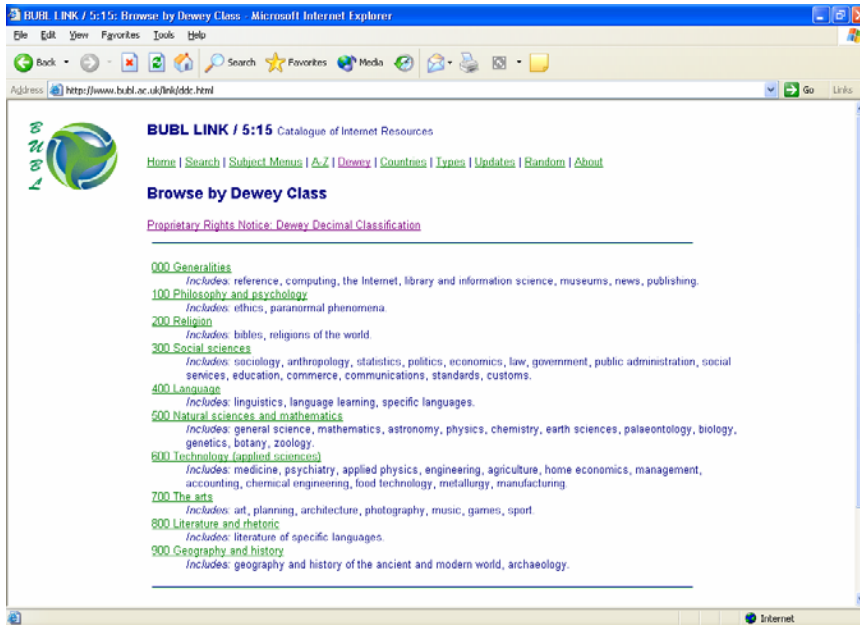 BUBL LINK / 5:15: Browse by Dewey Class - Microsoft Internet Explorer
File Edit View Favorites Tools Help
Back Search Favorites Media
Address http://www.bubl.ac.uk/link/ddc.html Go Links
B
U
B
L
BUBL LINK / 5:15 Catalogue of Internet Resources
Home | Search | Subject Menus | A-Z | Dewey | Countries | Types | Updates | Random | About
Browse by Dewey Class
Proprietary Rights Notice: Dewey Decimal Classification
000 Generalities
Includes: reference, computing, the Internet, library and information science, museums, news, publishing.
100 Philosophy and psychology
Includes: ethics, paranormal phenomena.
200 Religion
Includes: bibles, religions of the world.
300 Social sciences
Includes: sociology, anthropology, statistics, politics, economics, law, government, public administration, social
services, education, commerce, communications, standards, customs.
400 Language
Includes: linguistics, language learning, specific languages.
500 Natural sciences and mathematics
Includes: general science, mathematics, astronomy, physics, chemistry, earth sciences, palaeontology, biology,
genetics, botany, zoology.
600 Technology (applied sciences)
Includes: medicine, psychiatry, applied physics, engineering, agriculture, home economics, management,
accounting, chemical engineering, food technology, metallurgy, manufacturing.
700 The arts
Includes: art, planning, architecture, photography, music, games, sport.
800 Literature and rhetoric
Includes: literature of specific languages.
900 Geography and history
Includes: geography and history of the ancient and modern world, archaeology.
Internet